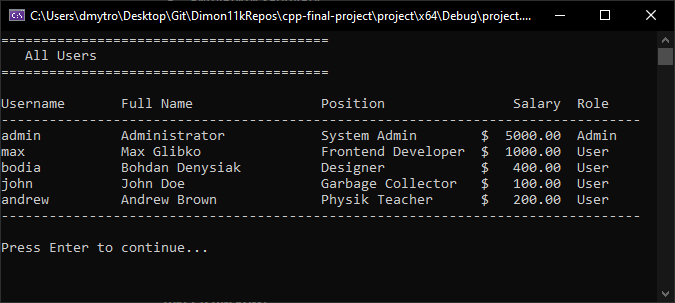 C:\Users\dmytro\Desktop\Git\Dimon11kRepos\cpp-final-project\project\x64\Debug\project....
=========================================
All Users
=========================================
Username Full Name Position Salary Role
--------------------------------------------------------------------------------
admin Administrator System Admin $ 5000.00 Admin
max Max Glibko Frontend Developer $ 1000.00 User
bodia Bohdan Denysiak Designer $ 400.00 User
john John Doe Garbage Collector $ 100.00 User
andrew Andrew Brown Physik Teacher $ 200.00 User
--------------------------------------------------------------------------------
Press Enter to continue...